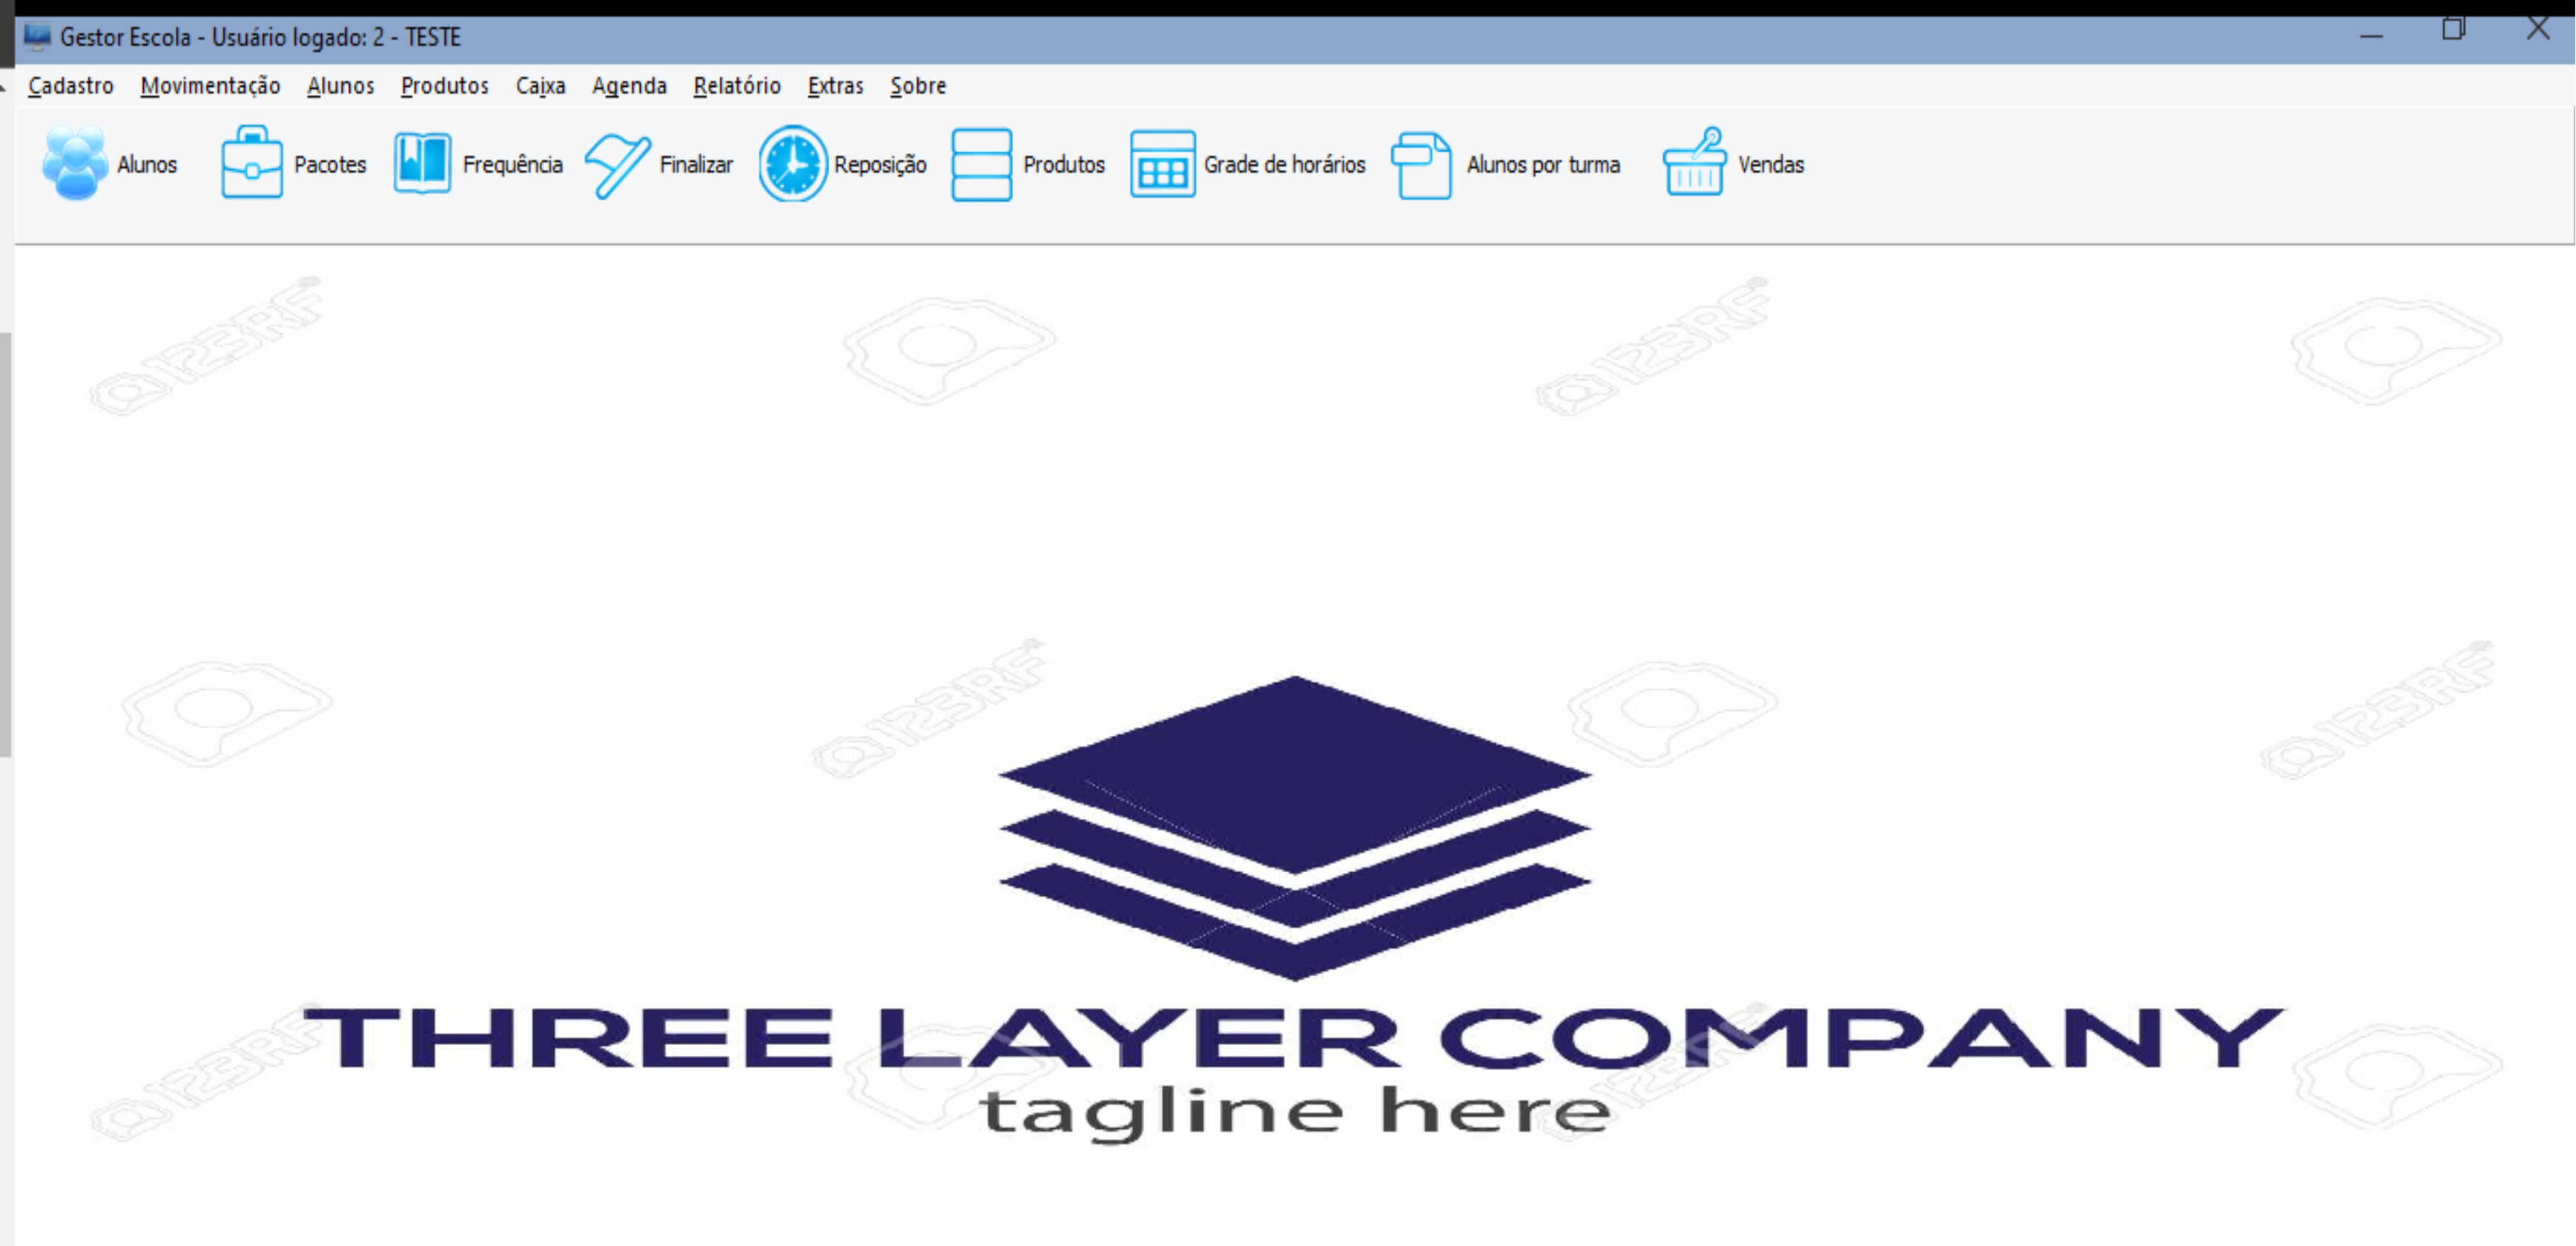 Gestor Escola - Usuário logado: 2 - TESTE
Cadastro Movimentação Alunos Produtos Caixa Agenda Relatório Extras Sobre
Alunos Pacotes Frequência Finalizar Reposição Produtos Grade de horários Alunos por turma Vendas
123RF 123RF
123RF 123RF
THREE LAYER COMPANY
123RF 123RF
tagline here